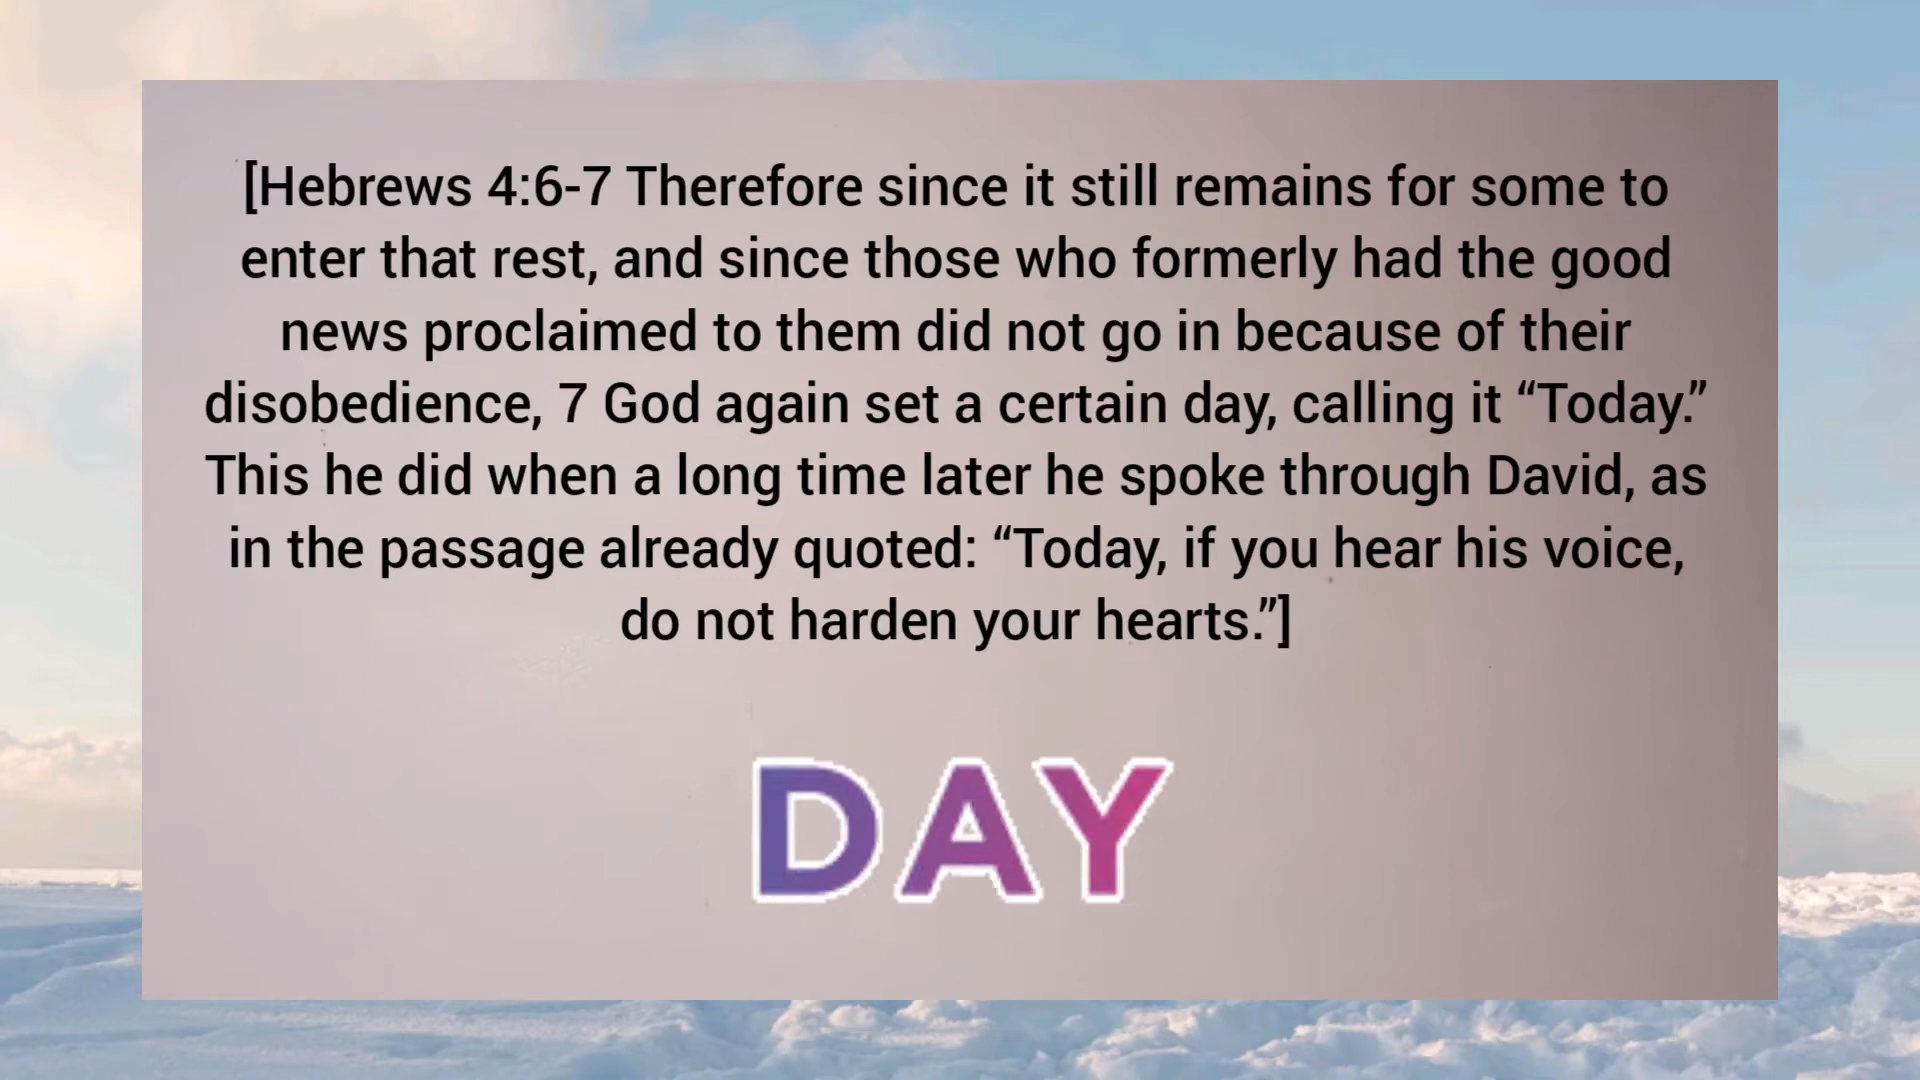 [Hebrews 4:6-7 Therefore since it still remains for some to
enter that rest, and since those who formerly had the good
news proclaimed to them did not go in because of their
disobedience, 7 God again set a certain day, calling it “Today.”
This he did when a long time later he spoke through David, as
in the passage already quoted: “Today, if you hear his voice,
do not harden your hearts.”]
DAY